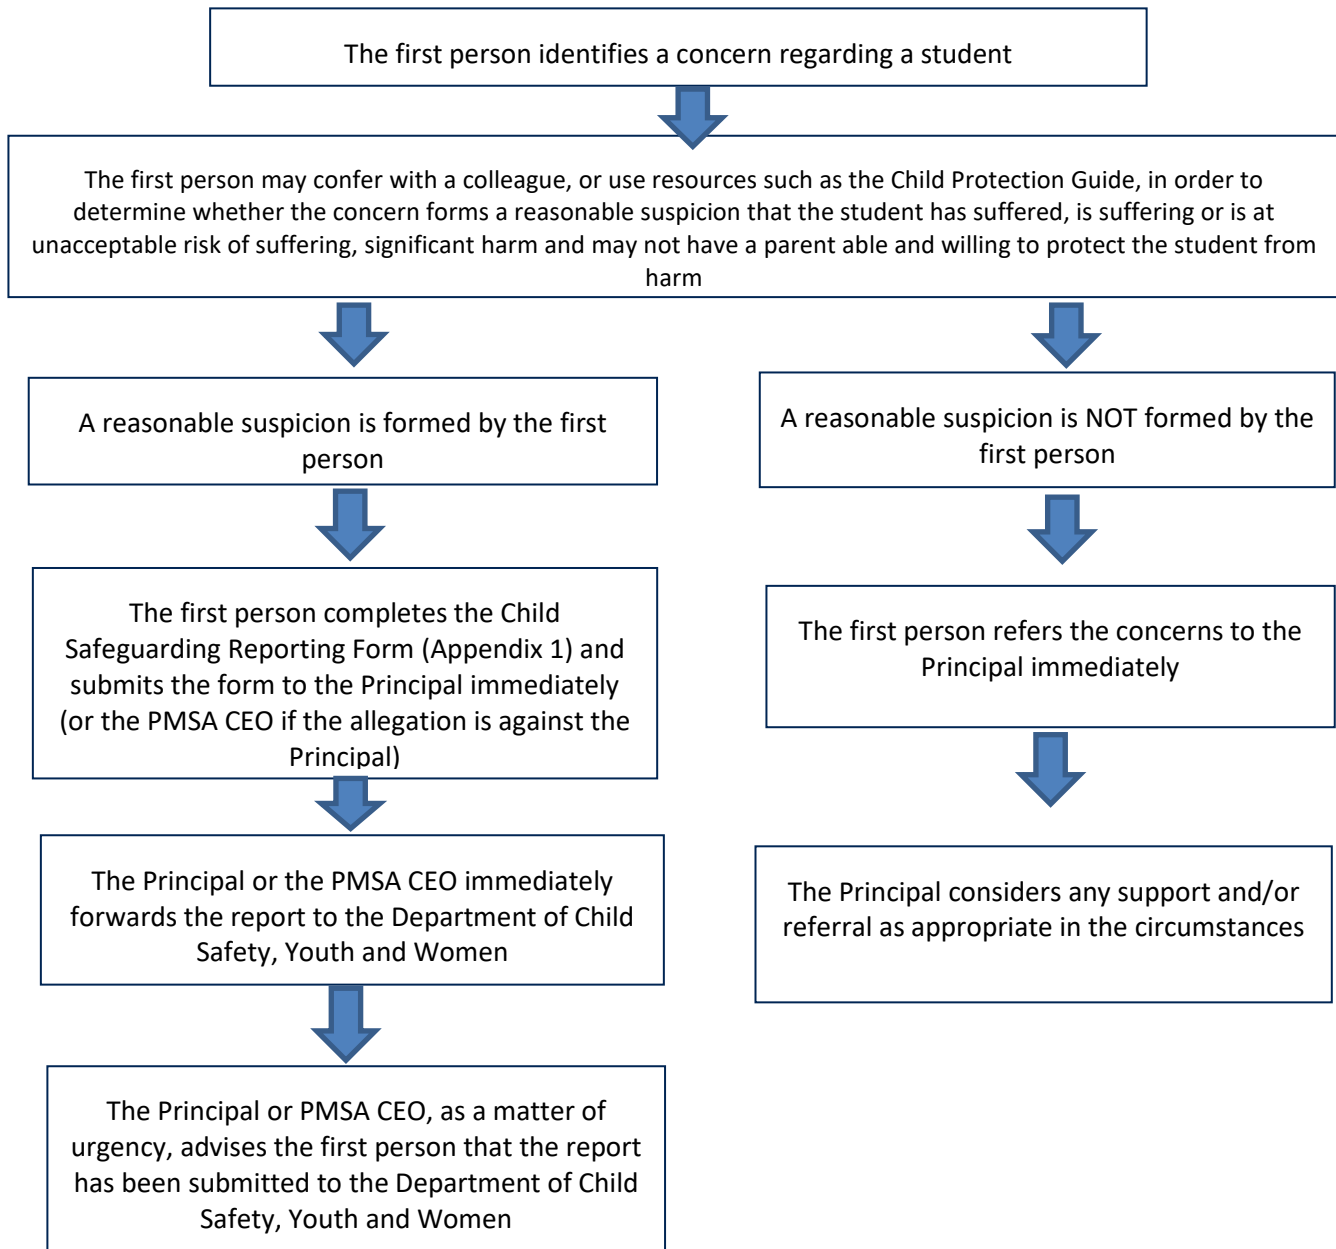 The first person identifies a concern regarding a student
The first person may confer with a colleague, or use resources such as the Child Protection Guide, in order to
determine whether the concern forms a reasonable suspicion that the student has suffered, is suffering or is at
unacceptable risk of suffering, significant harm and may not have a parent able and willing to protect the student from
harm
A reasonable suspicion is formed by the first
person
The first person completes the Child
Safeguarding Reporting Form (Appendix 1) and
submits the form to the Principal immediately
(or the PMSA CEO if the allegation is against the
Principal)
The Principal or the PMSA CEO immediately
forwards the report to the Department of Child
Safety, Youth and Women
The Principal or PMSA CEO, as a matter of
urgency, advises the first person that the report
has been submitted to the Department of Child
Safety, Youth and Women
A reasonable suspicion is NOT formed by the
first person
The first person refers the concerns to the
Principal immediately
The Principal considers any support and/or
referral as appropriate in the circumstances